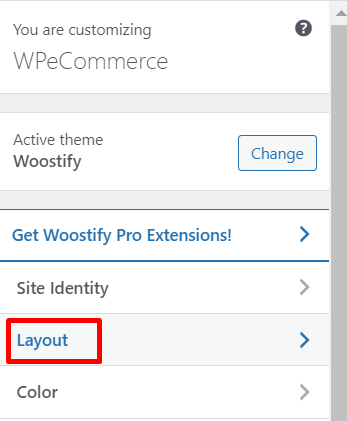 You are customizing
WPeCommerce
Active theme
Woostify
Change
Get Woostify Pro Extensions!
Site Identity
Layout
Color